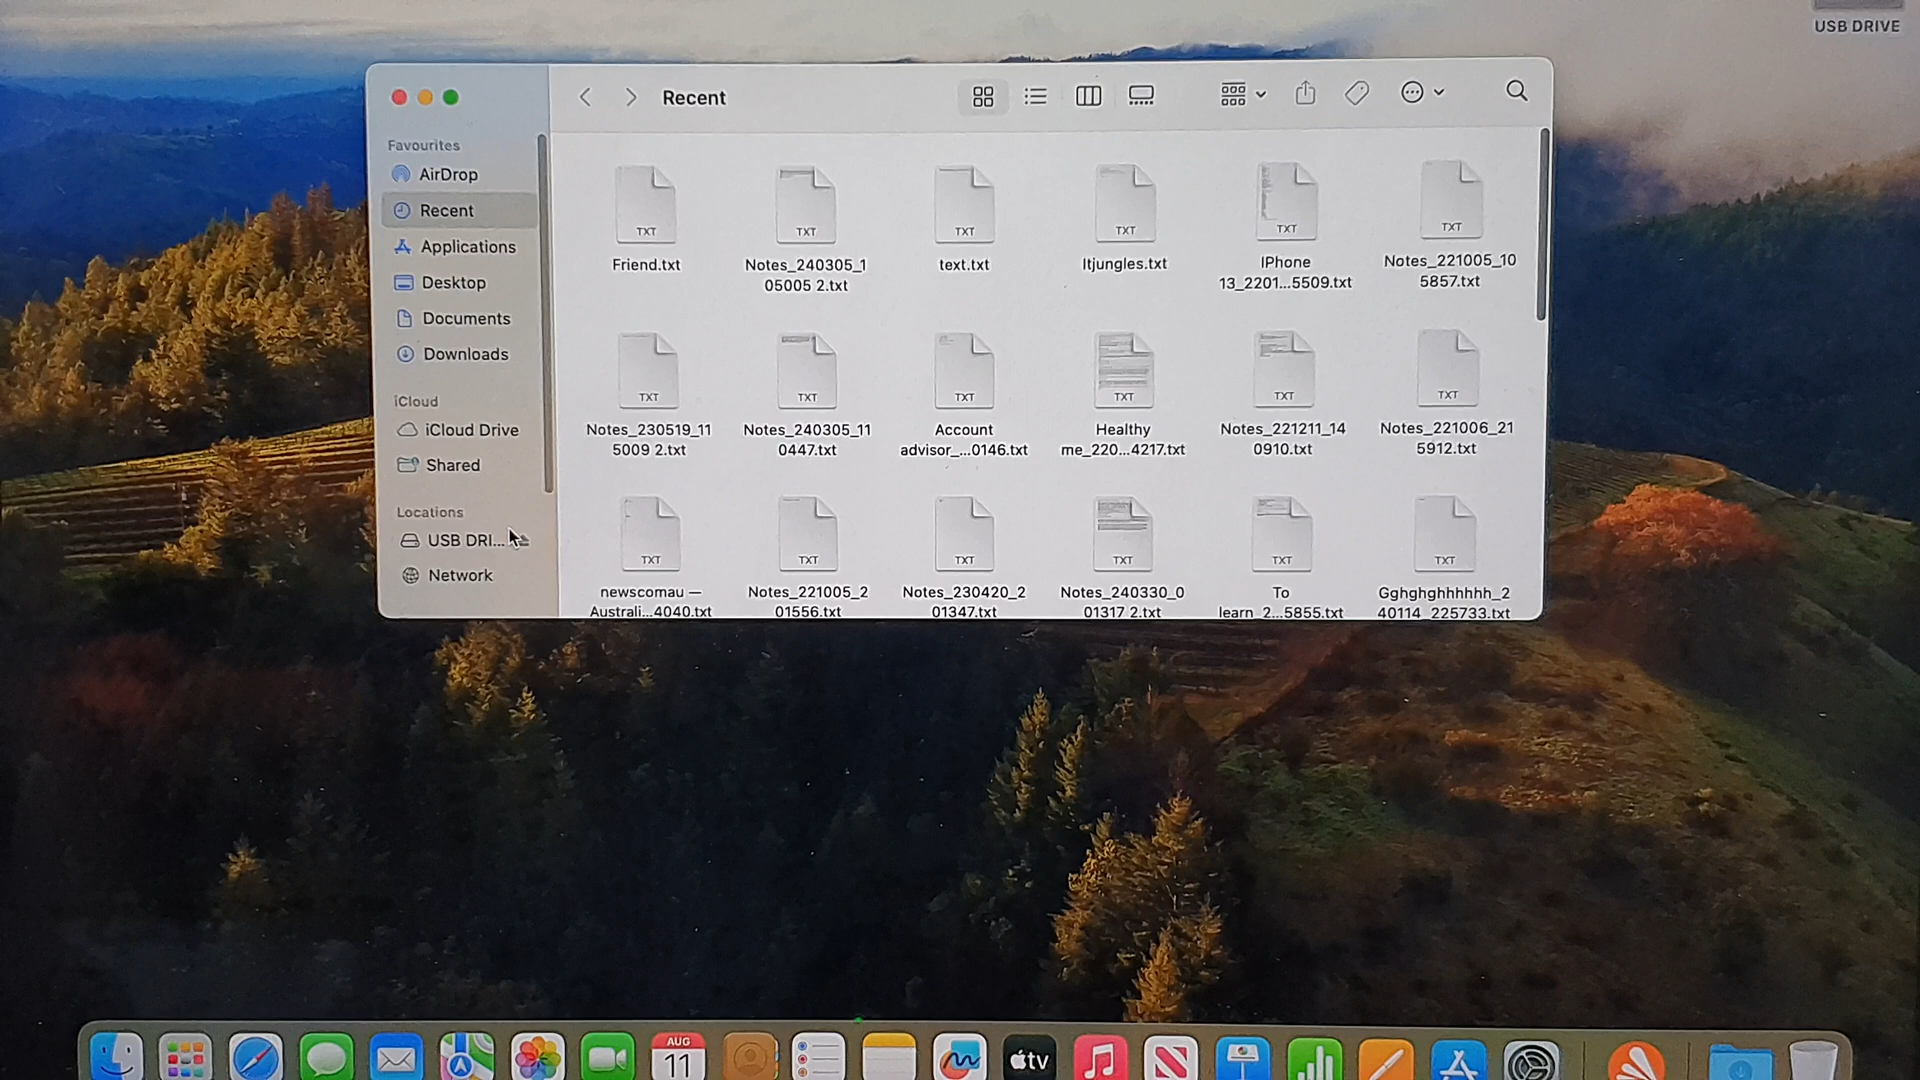 USB DRIVE
Recent
Favourites
AirDrop
Recent
Applications
Desktop
Documents
Downloads
iCloud
iCloud Drive
Shared
Locations
USB DRI...
Network
TXT TXT TXT TXT TXT TXT
Friend.txt
Notes_240305_1
05005 2.txt
text.txt
Itjungles.txt
IPhone
13_2201...5509.txt
Notes_221005_10
5857.txt
TXT TXT TXT TXT TXT TXT
Notes_230519_11
5009 2.txt
Notes_240305_11
0447.txt
Account
advisor_...0146.txt
Healthy
me_220...4217.txt
Notes_221211_14
0910.txt
Notes_221006_21
5912.txt
TXT TXT TXT TXT TXT TXT
newscomau —
Australi...4040.txt
Notes_221005_2
01556.txt
Notes_230420_2
01347.txt
Notes_240330_0
01317 2.txt
To
learn_2...5855.txt
Gghghghhhhhh_2
40114_225733.txt
AUG
11
tv